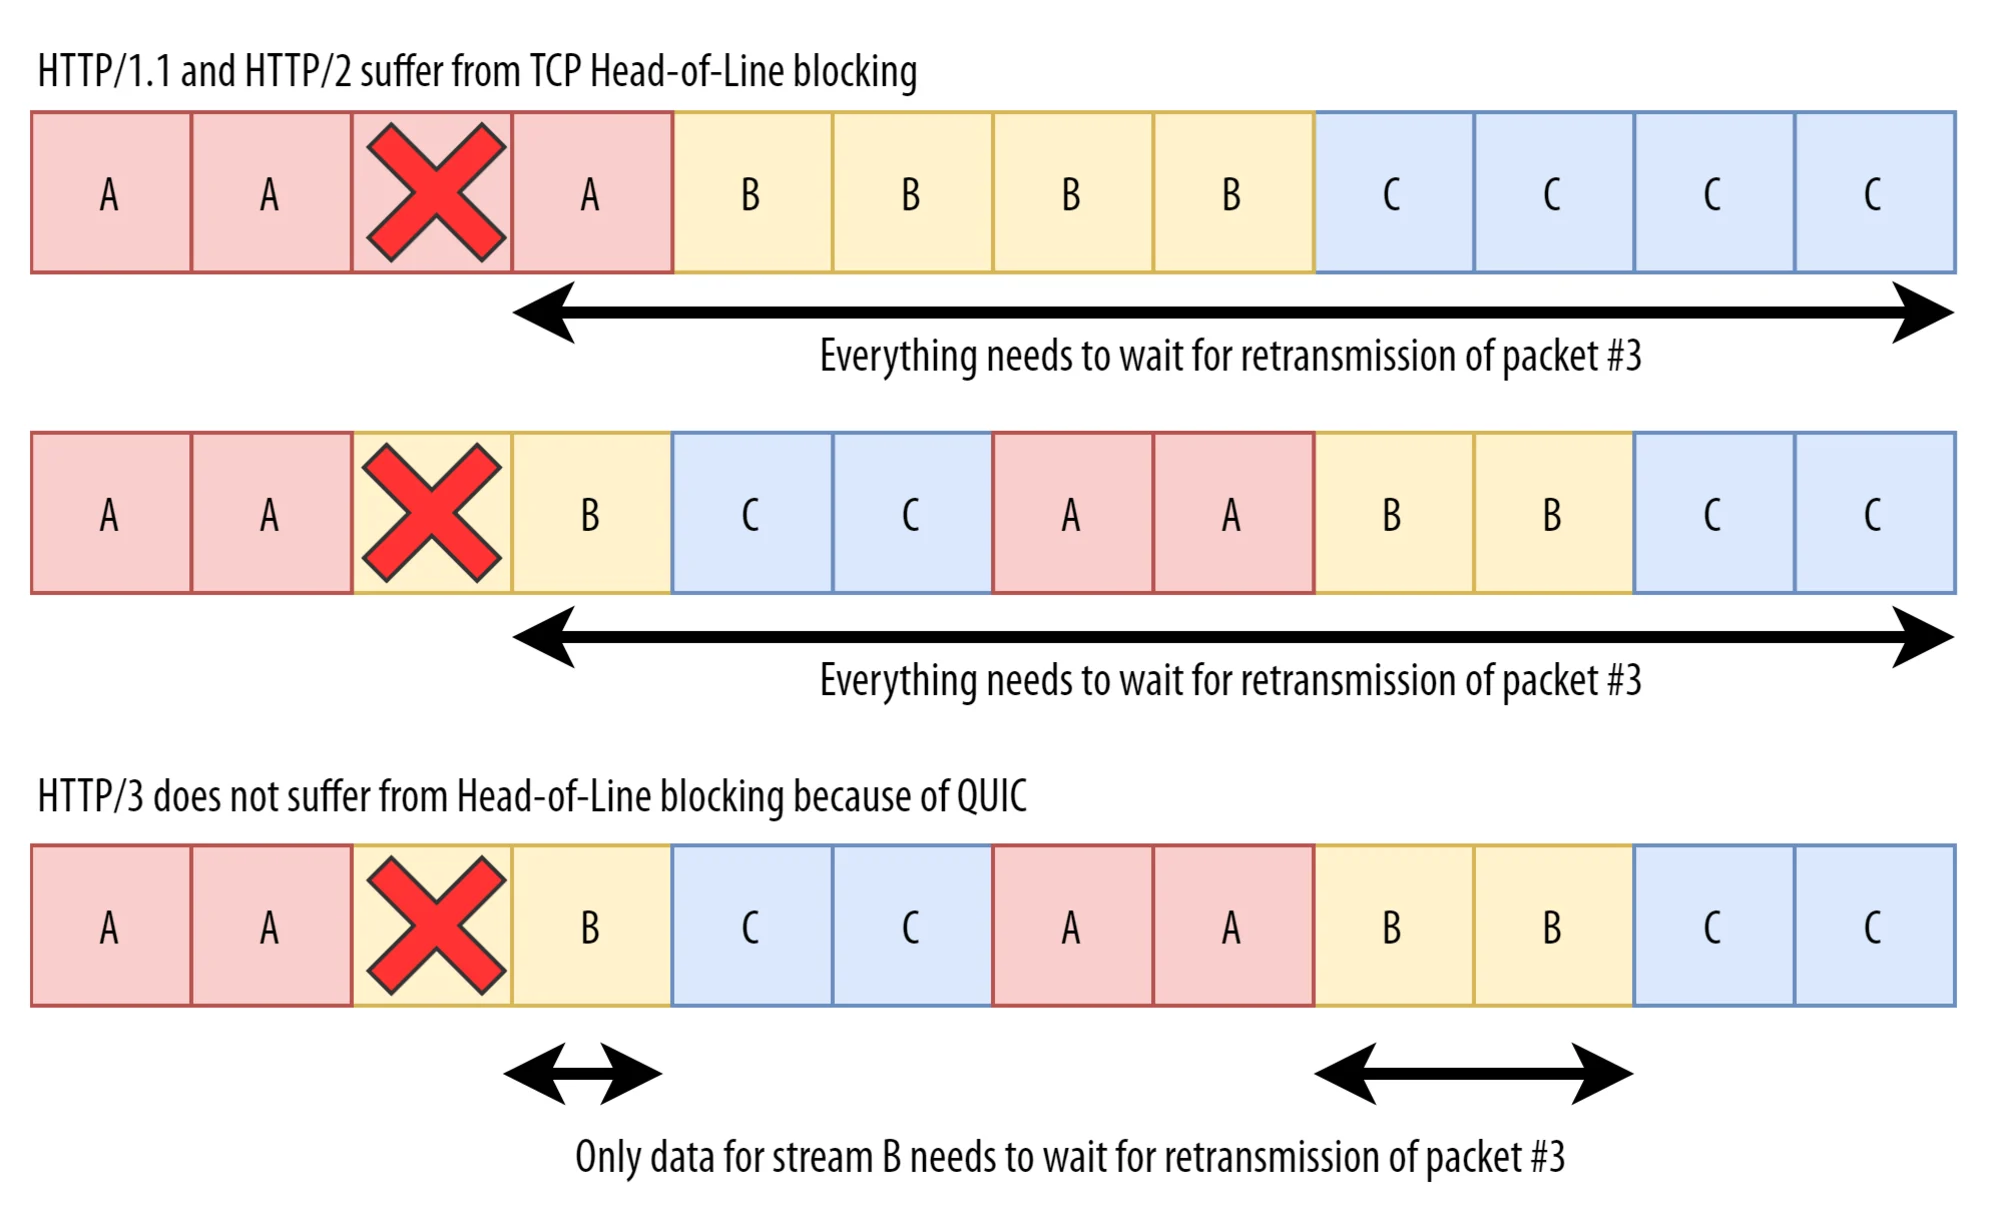 HTTP/1.1 and HTTP/2 suffer from TCP Head-of-Line blocking
A A A B B B B C C C C
Everything needs to wait for retransmission of packet #3
A A B C C A A B B C C
Everything needs to wait for retransmission of packet #3
HTTP/3 does not suffer from Head-of-Line blocking because of QUIC
A A B C C A A B B C C
Only data for stream B needs to wait for retransmission of packet #3